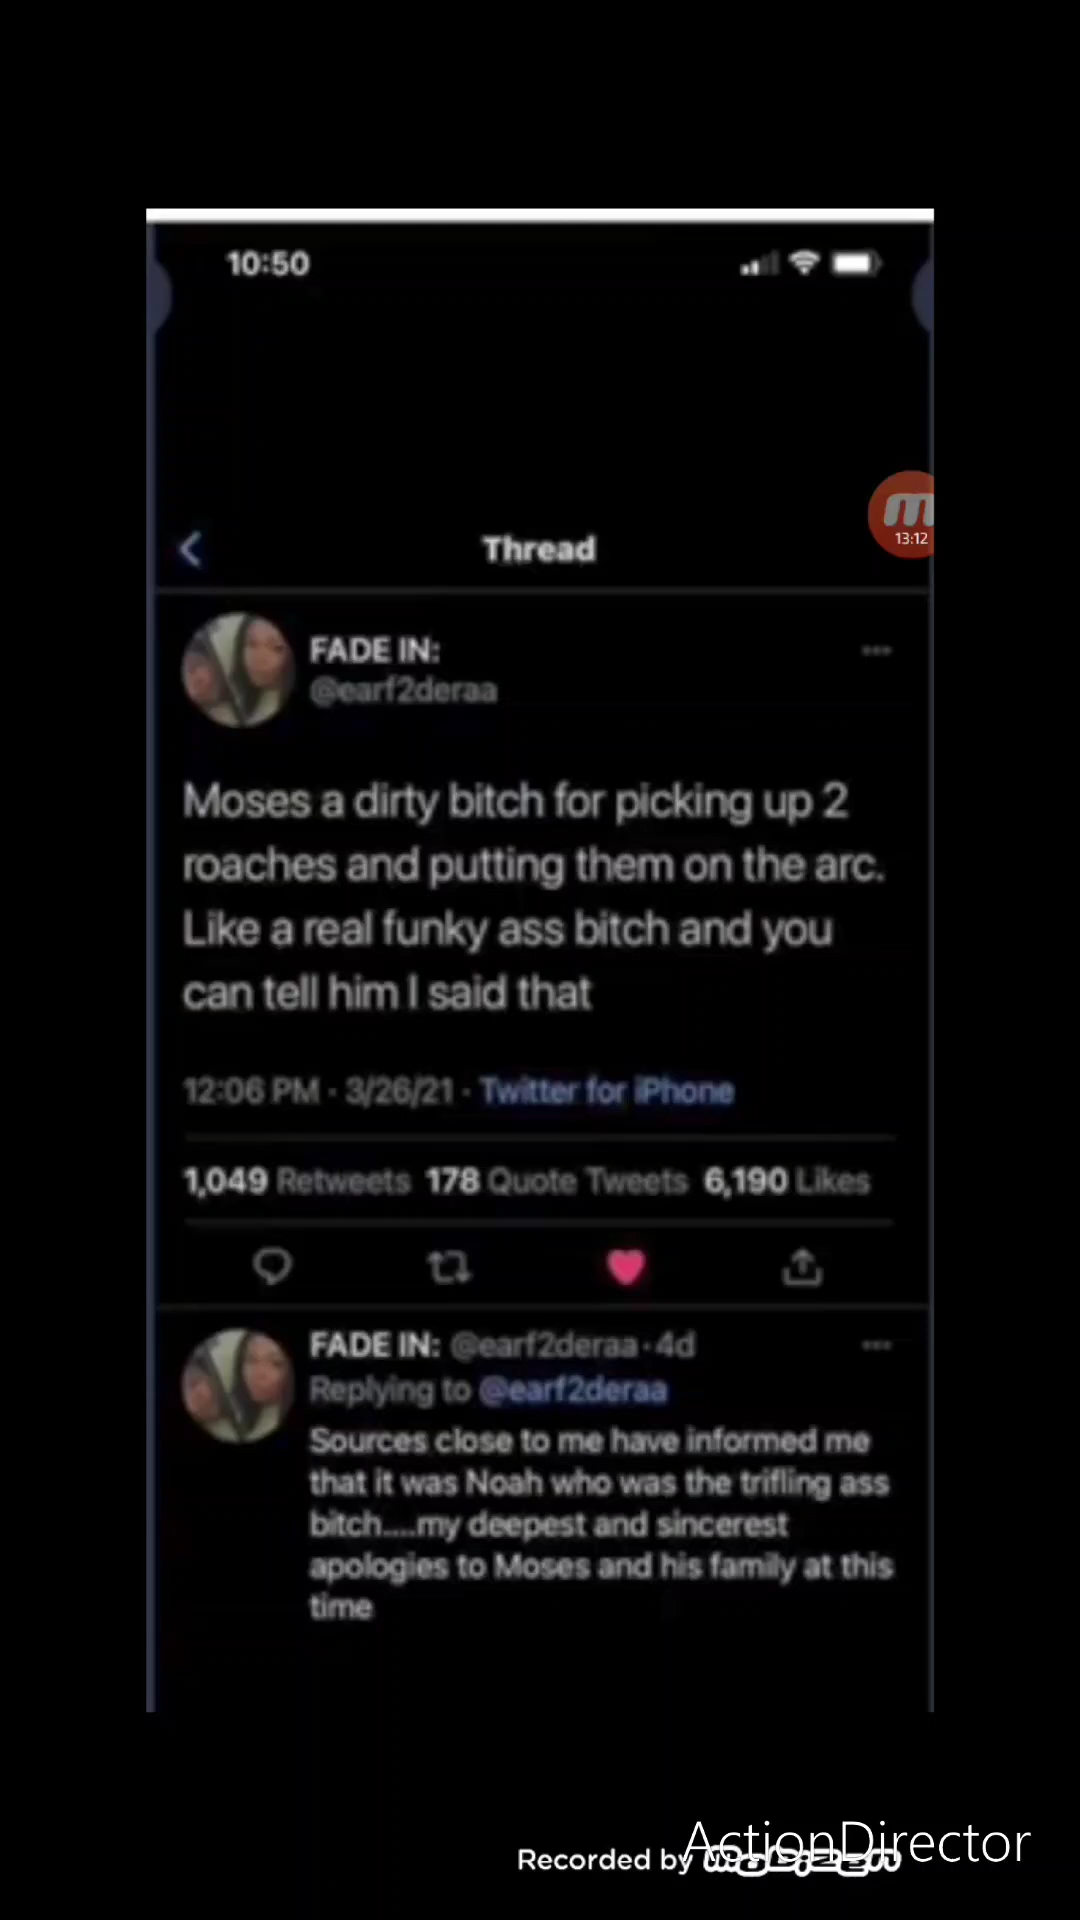 10:50
13:12
Thread
FADE IN:
@earf2deraa
Moses a dirty bitch for picking up 2
roaches and putting them on the arc.
Like a real funky ass bitch and you
can tell him I said that
12:06 PM · 3/26/21 · Twitter for iPhone
1,049 Retweets 178 Quote Tweets 6,190 Likes
FADE IN: @earf2deraa · 4d
Replying to @earf2deraa
Sources close to me have informed me
that it was Noah who was the trifling ass
bitch....my deepest and sincerest
apologies to Moses and his family at this
time
ActionDirector
Recorded by MOBIZEN